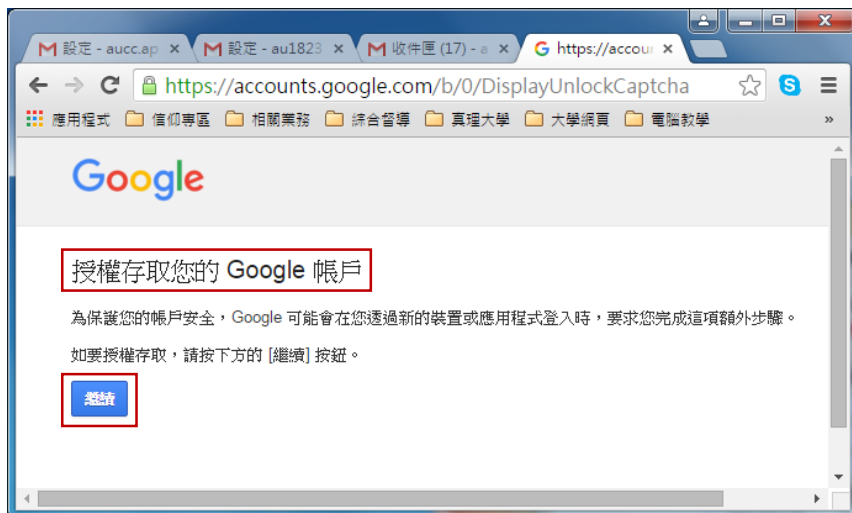 設定 - aucc.ap
設定 - au1823
收件匣 (17) - a
https://accou
https://accounts.google.com/b/0/DisplayUnlockCaptcha
應用程式 信仰專區 相關業務 綜合督導 真理大學 大學網頁 電腦教學 »
Google
授權存取您的 Google 帳戶
為保護您的帳戶安全，Google 可能會在您透過新的裝置或應用程式登入時，要求您完成這項額外步驟。
如要授權存取，請按下方的 [繼續] 按鈕。
繼續